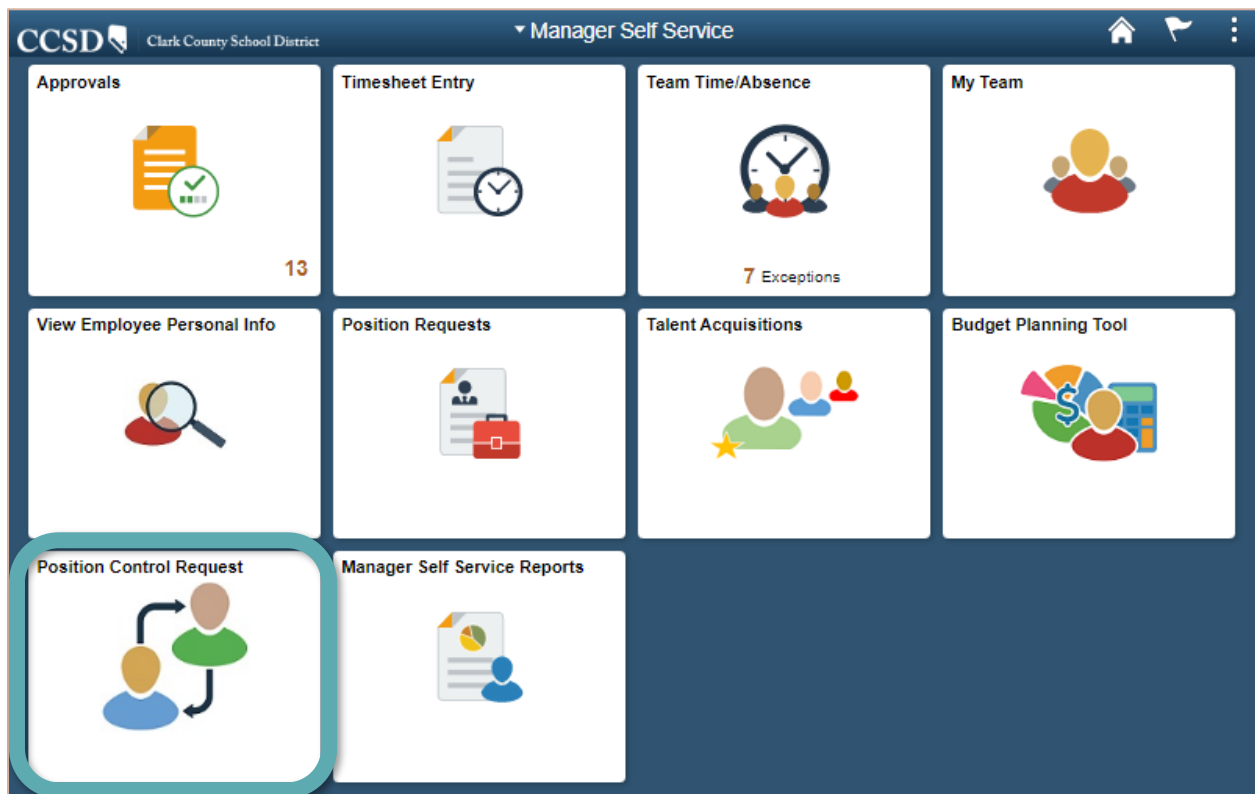 CCSD Clark County School District
Manager Self Service
Approvals
13
Timesheet Entry
Team Time/Absence
7 Exceptions
My Team
View Employee Personal Info
Position Requests
Talent Acquisitions
Budget Planning Tool
$
Position Control Request
Manager Self Service Reports